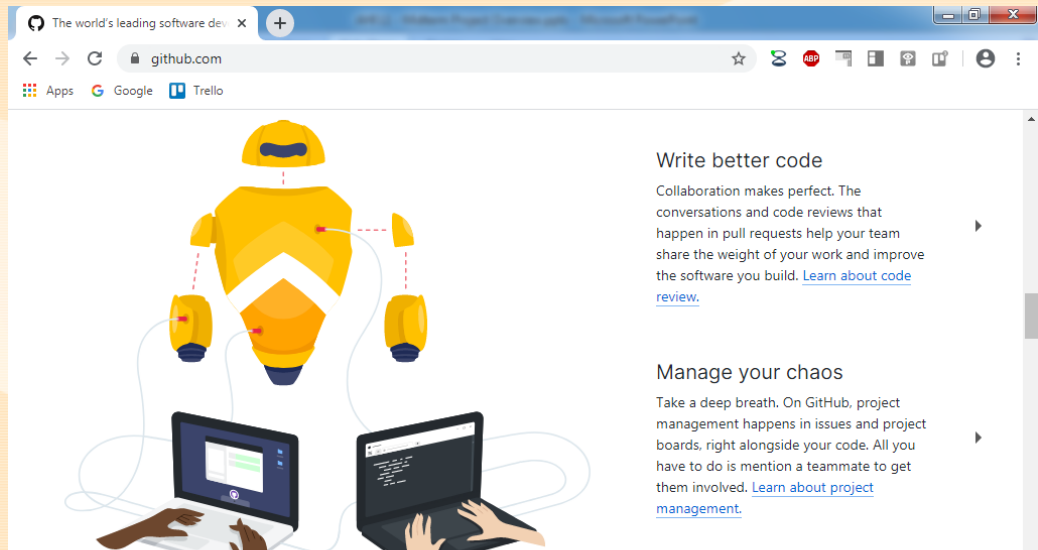 The world's leading software dev
github.com
ABP
Apps
Google
Trello
Write better code
Collaboration makes perfect. The
conversations and code reviews that
happen in pull requests help your team
share the weight of your work and improve
the software you build. Learn about code
review.
Manage your chaos
Take a deep breath. On GitHub, project
management happens in issues and project
boards, right alongside your code. All you
have to do is mention a teammate to get
them involved. Learn about project
management.